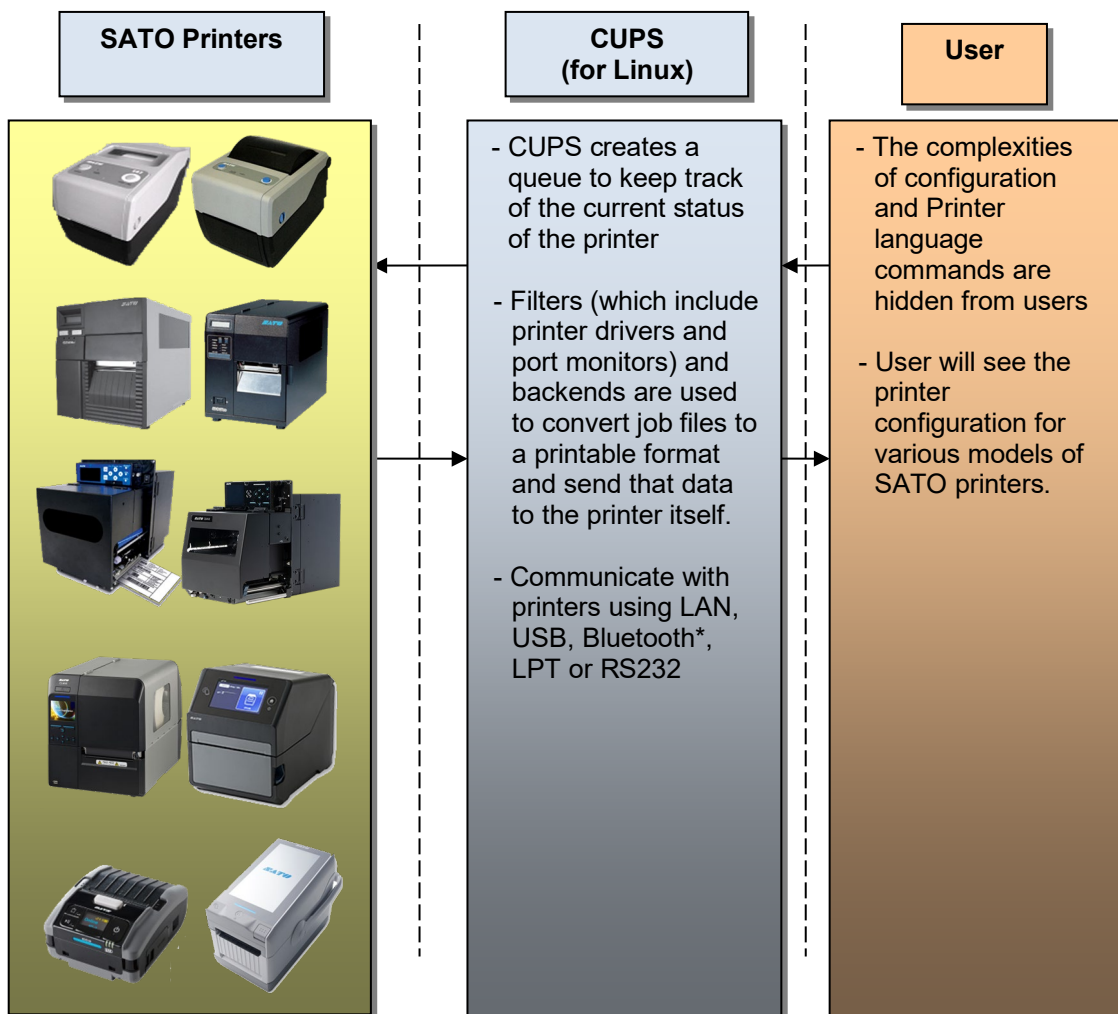 SATO Printers
CUPS
(for Linux)
User
- CUPS creates a
queue to keep track
of the current status
of the printer
- Filters (which include
printer drivers and
port monitors) and
backends are used
to convert job files to
a printable format
and send that data
to the printer itself.
- Communicate with
printers using LAN,
USB, Bluetooth*,
LPT or RS232
- The complexities
of configuration
and Printer
language
commands are
hidden from users
- User will see the
printer
configuration for
various models of
SATO printers.
SATO
SATO
SATO